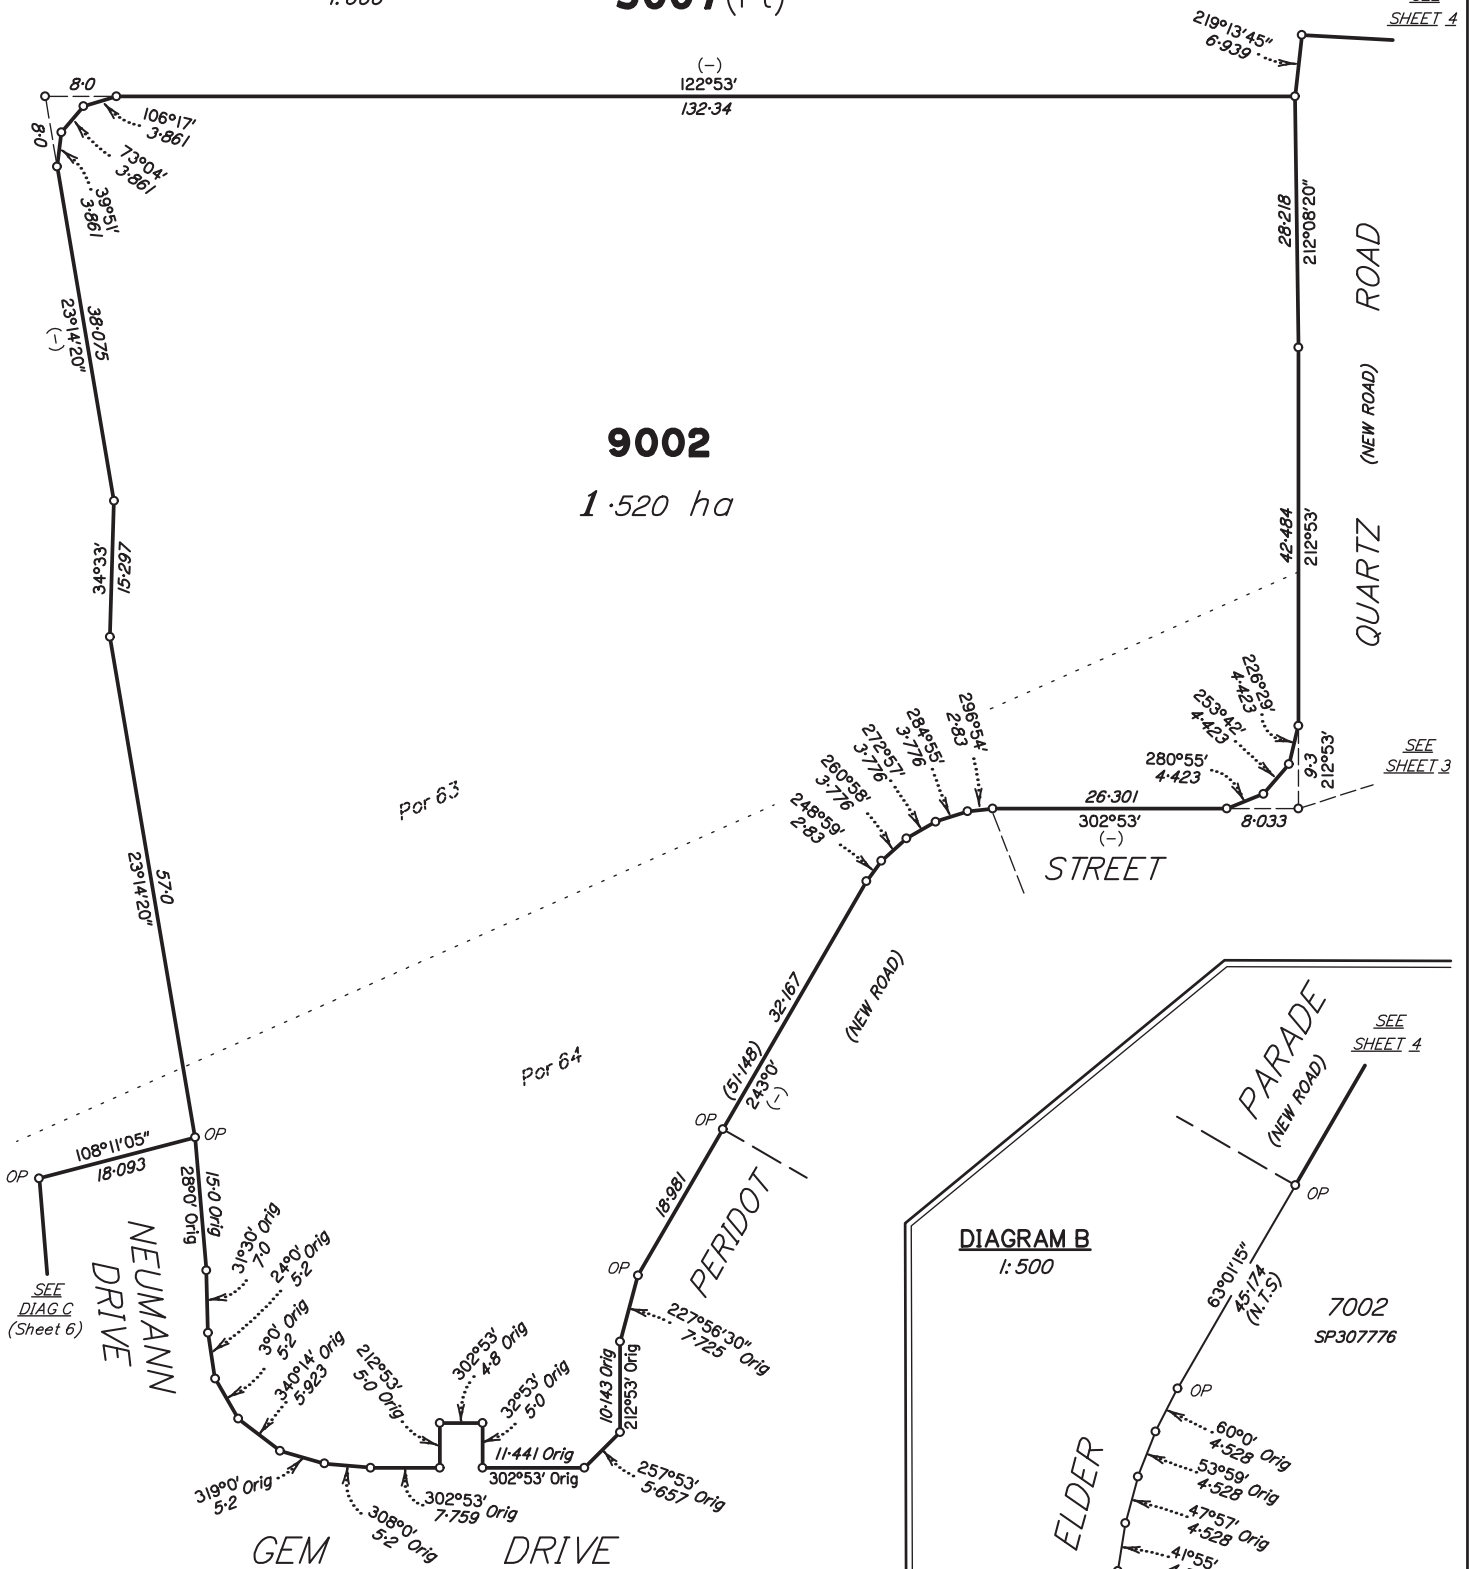 SEE
SHEET 4
219°13'45"
6·939
8·0
(-)
122°53'
132·34
8·0
106°17'
3·861
73°04'
3·861
39°51'
3·861
28·218
212°08'20"
ROAD
38·075
23°14'20"
(-)
(NEW ROAD)
9002
1·520 ha
34°33'
15·297
42·484
212°53'
QUARTZ
226°29'
4·423
253°42'
4·423
280°55'
4·423
9·3
212°53'
SEE
SHEET 3
296°54'
2·83
284°55'
3·776
272°57'
3·776
260°58'
3·776
248°59'
2·83
26·301
302°53'
(-)
8·033
STREET
Por 63
57·0
23°14'20"
32·167
(NEW ROAD)
Por 64
(51·148)
243°0'
(-)
OP
OP
108°11'05"
18·093
OP
15·0 Orig
28°0' Orig
18·981
PERIDOT
OP
NEUMANN
DRIVE
SEE
DIAG C
(Sheet 6)
31°30' Orig
7·0
24°0' Orig
5·2
3°0' Orig
5·2
340°14' Orig
5·923
212°53'
5·0 Orig
302°53'
4·8 Orig
32°53' Orig
5·0
10·143 Orig
212°53' Orig
227°56'30"
7·725 Orig
11·441 Orig
302°53' Orig
257°53'
5·657 Orig
319°0' Orig
5·2
308°0'
5·2 Orig
302°53'
7·759 Orig
GEM DRIVE
PARADE
(NEW ROAD)
SEE
SHEET 4
OP
DIAGRAM B
1:500
63°01'15"
45·174
(N.T.S)
7002
SP307776
OP
60°0' Orig
4·528
53°59' Orig
4·528
47°57' Orig
4·528
41°55'
ELDER